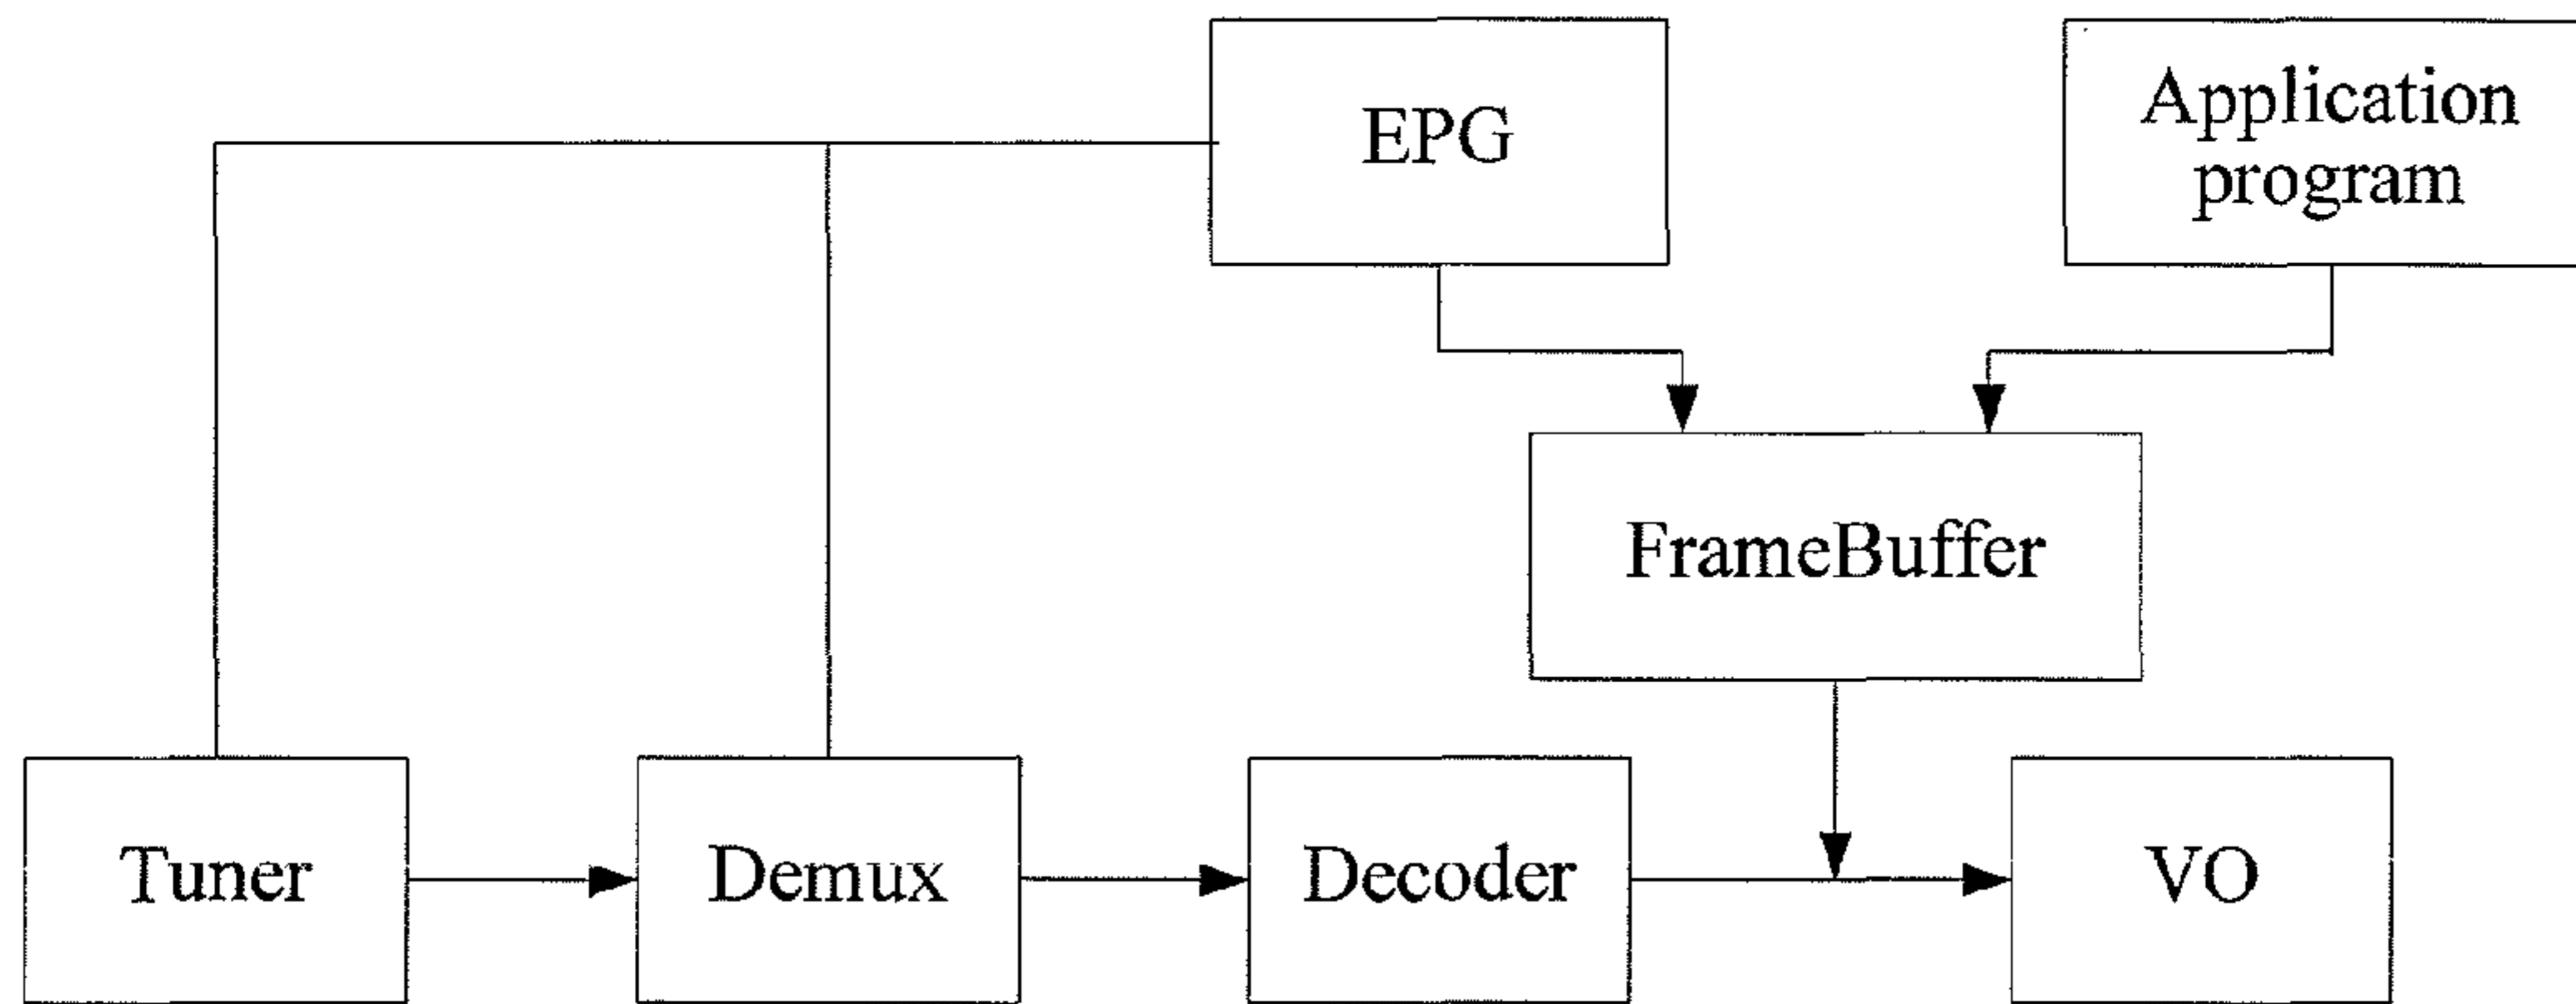 EPG
Application
program
FrameBuffer
Tuner
Demux
Decoder
VO